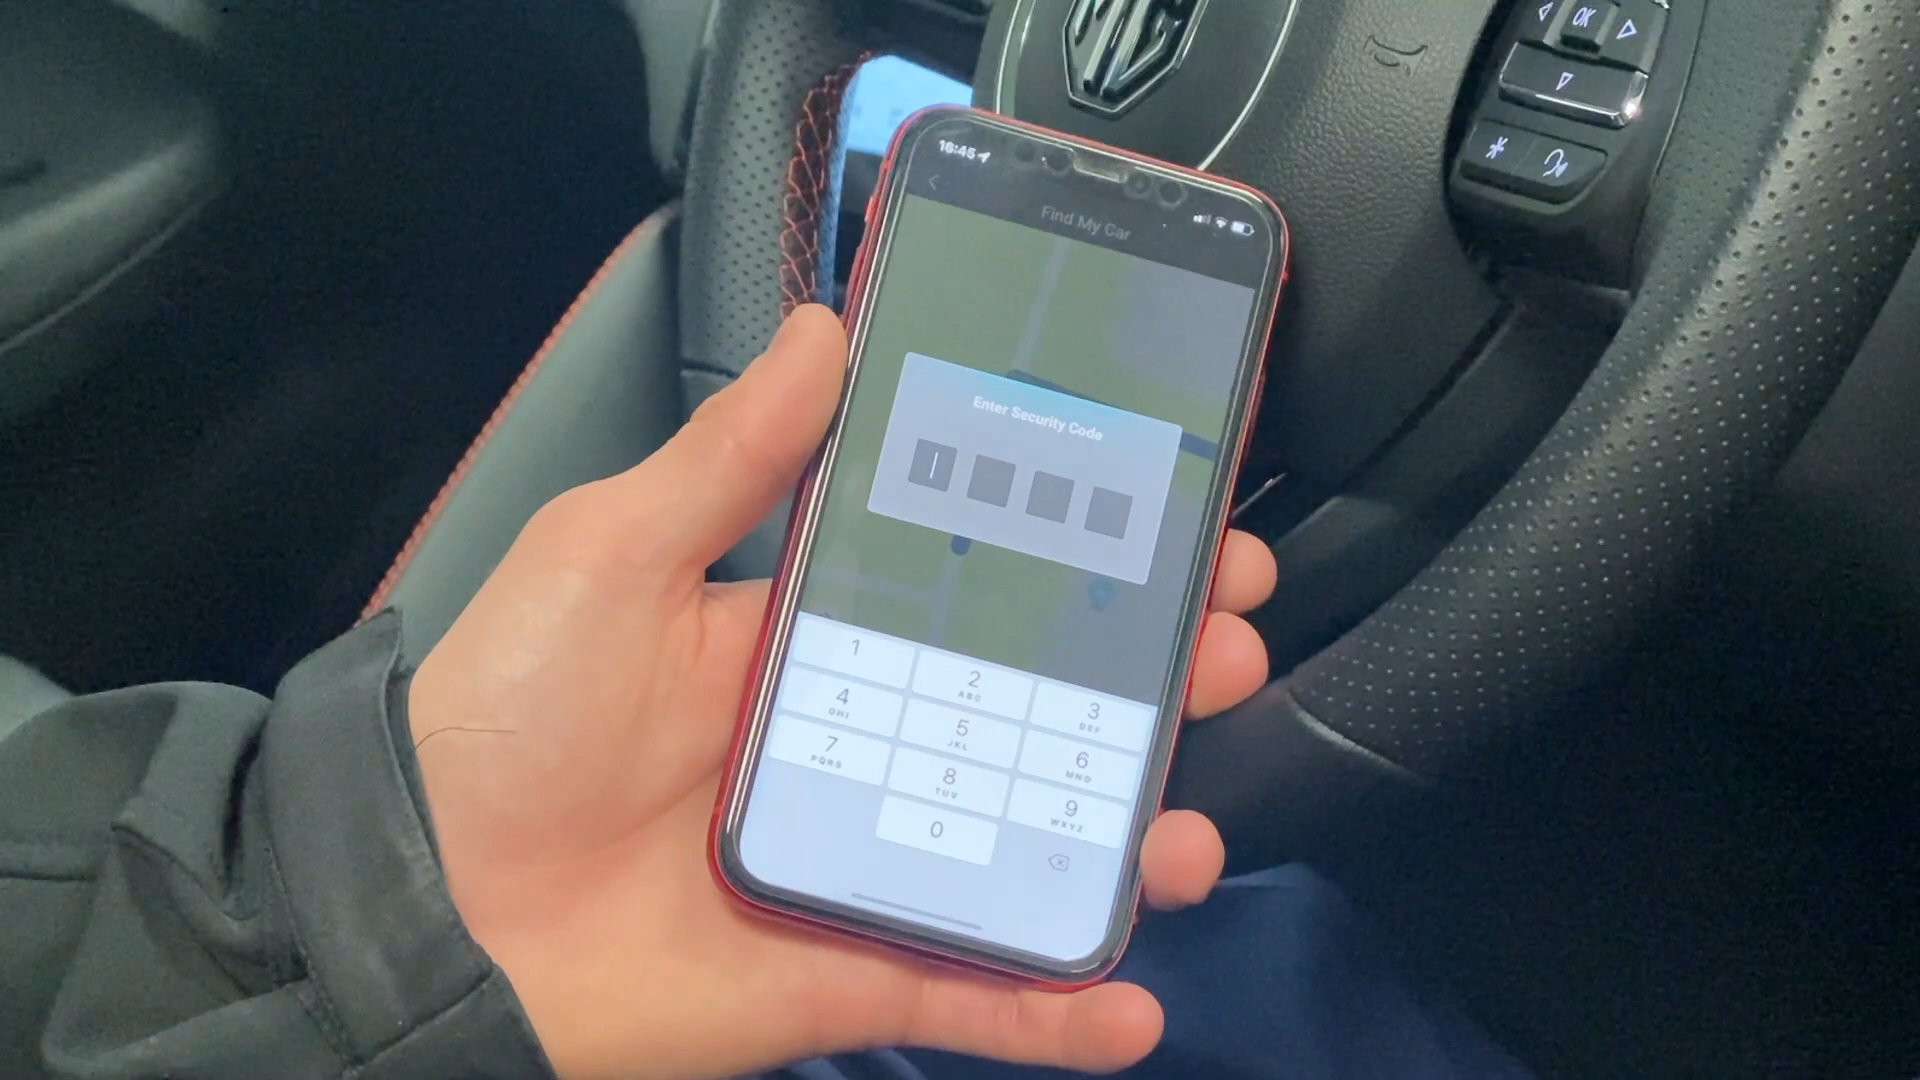 MG
OK
16:45
Find My Car
Enter Security Code
1
2
ABC
3
DEF
4
GHI
5
JKL
6
MNO
7
PQRS
8
TUV
9
WXYZ
0